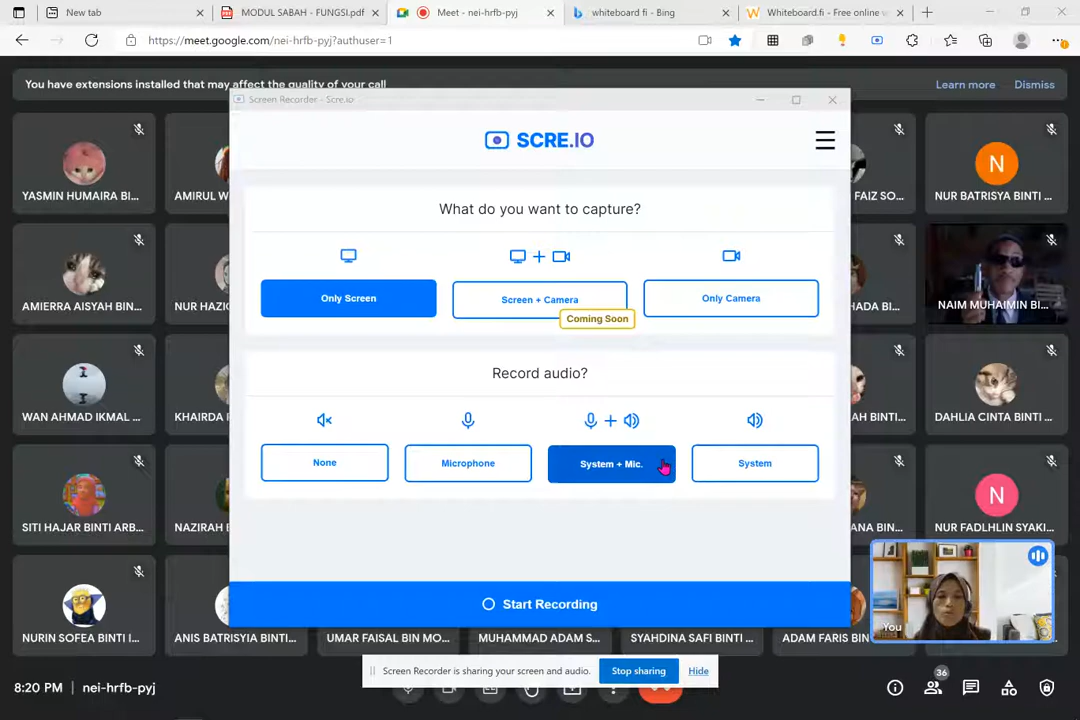 New tab
MODUL SABAH - FUNGSI.pdf
Meet - nei-hrfb-pyj
whiteboard fi - Bing
Whiteboard.fi - Free online w
https://meet.google.com/nei-hrfb-pyj?authuser=1
You have extensions installed that may affect the quality of your call
Learn more
Dismiss
Screen Recorder - Scre.io
SCRE.IO
What do you want to capture?
Only Screen
Screen + Camera
Coming Soon
Only Camera
Record audio?
None
Microphone
System + Mic.
System
Start Recording
YASMIN HUMAIRA BI...
AMIRUL W
FAIZ SO...
N
NUR BATRISYA BINTI ...
AMIERRA AISYAH BIN...
NUR HAZIQ
HADA BI...
NAIM MUHAIMIN BI...
WAN AHMAD IKMAL ...
KHAIRDA
AH BINTI...
DAHLIA CINTA BINTI ...
SITI HAJAR BINTI ARB...
NAZIRAH
ANA BIN...
N
NUR FADLHLIN SYAKI...
You
NURIN SOFEA BINTI I...
ANIS BATRISYIA BINTI...
UMAR FAISAL BIN MO...
MUHAMMAD ADAM S...
SYAHDINA SAFI BINTI ...
ADAM FARIS BIN
Screen Recorder is sharing your screen and audio.
Stop sharing
Hide
8:20 PM
nei-hrfb-pyj
36